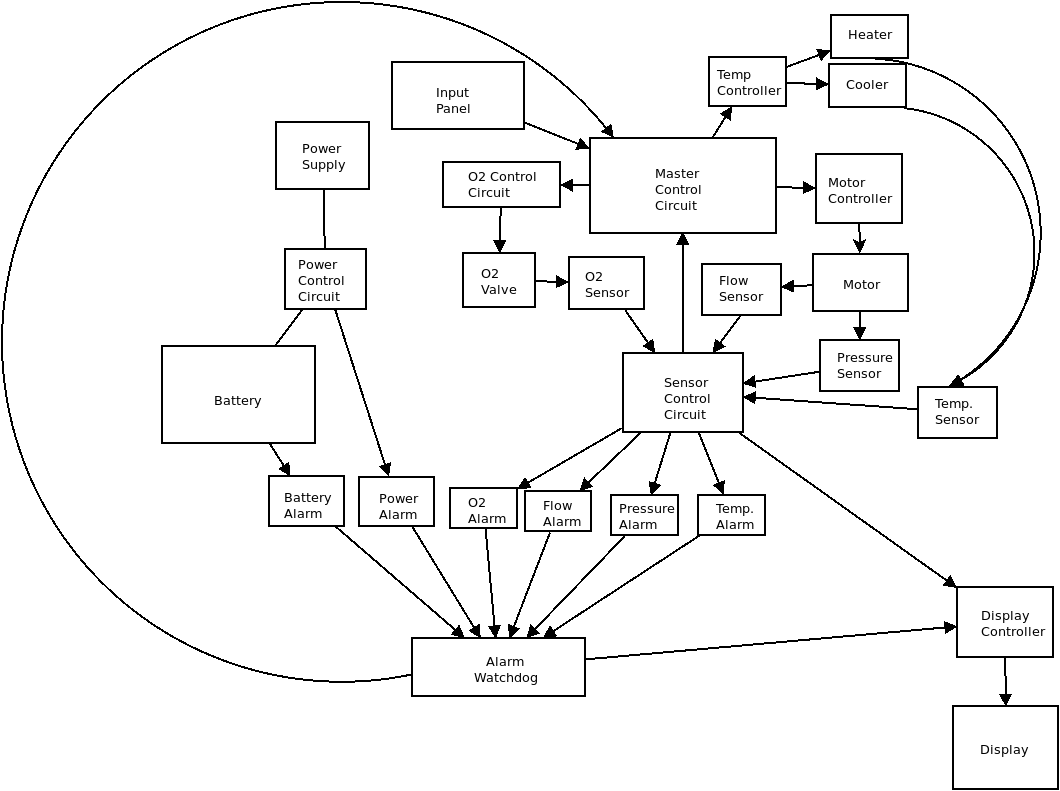 Heater
Temp
Controller
Cooler
Input
Panel
Power
Supply
O2 Control
Circuit
Master
Control
Circuit
Motor
Controller
Power
Control
Circuit
O2
Valve
O2
Sensor
Flow
Sensor
Motor
Pressure
Sensor
Battery
Sensor
Control
Circuit
Temp.
Sensor
Battery
Alarm
Power
Alarm
O2
Alarm
Flow
Alarm
Pressure
Alarm
Temp.
Alarm
Display
Controller
Alarm
Watchdog
Display